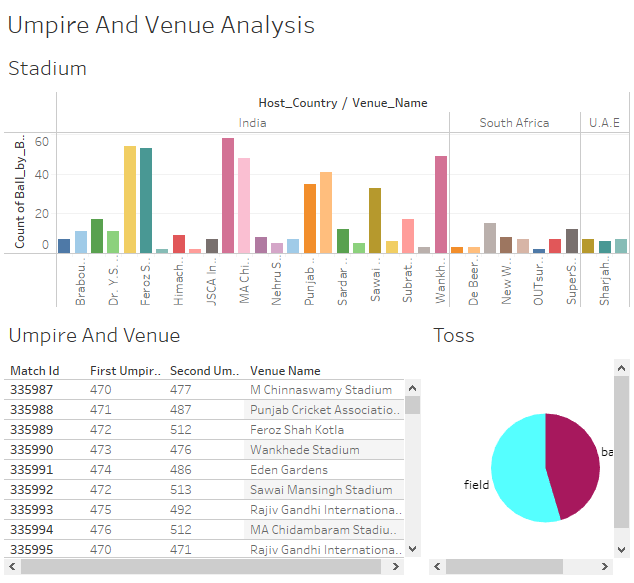 Umpire And Venue Analysis
Stadium
Host_Country / Venue_Name
India South Africa U.A.E
Count of Ball_by_B..
60
40
20
0
Brabou..
Dr. Y.S. ..
Feroz S..
Himach..
JSCA In..
MA Chi..
Nehru S..
Punjab ..
Sardar ..
Sawai ..
Subrat..
Wankh..
De Beer..
New W..
OUTsur..
SuperS..
Sharjah..
Umpire And Venue
Match Id First Umpir.. Second Um.. Venue Name
335987 470 477 M Chinnaswamy Stadium
335988 471 487 Punjab Cricket Associatio..
335989 472 512 Feroz Shah Kotla
335990 473 476 Wankhede Stadium
335991 474 486 Eden Gardens
335992 472 513 Sawai Mansingh Stadium
335993 475 492 Rajiv Gandhi Internationa..
335994 476 512 MA Chidambaram Stadiu..
335995 470 471 Rajiv Gandhi Internationa..
Toss
ba
field